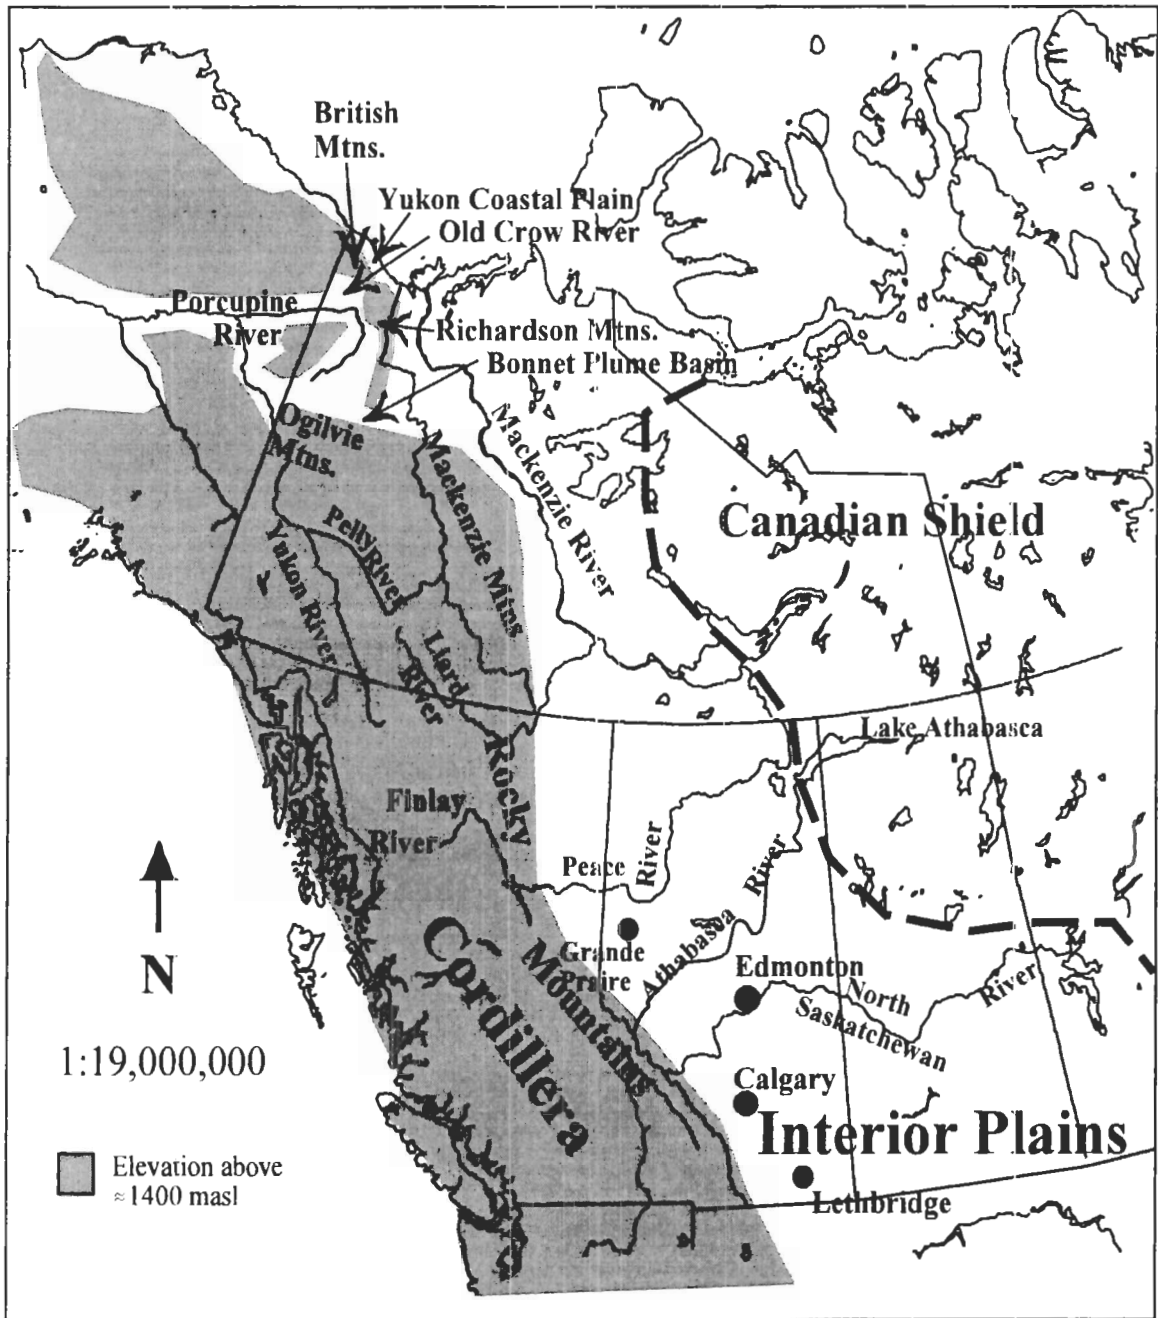 British
Mtns.
Yukon Coastal Plain
Old Crow River
Porcupine
River
Richardson Mtns.
Bonnet Plume Basin
Ogilvie
Mtns.
Mackenzie Mtns
Mackenzie River
Canadian Shield
Pelly River
Yukon River
Liard
River
Lake Athabasca
Rocky
Mountains
Finlay
River
Peace
River
Athabasca
River
Grande
Praire
Edmonton
North
Saskatchewan
River
Cordillera
N
1:19,000,000
Calgary
Interior Plains
Elevation above
≈1400 masl
Lethbridge